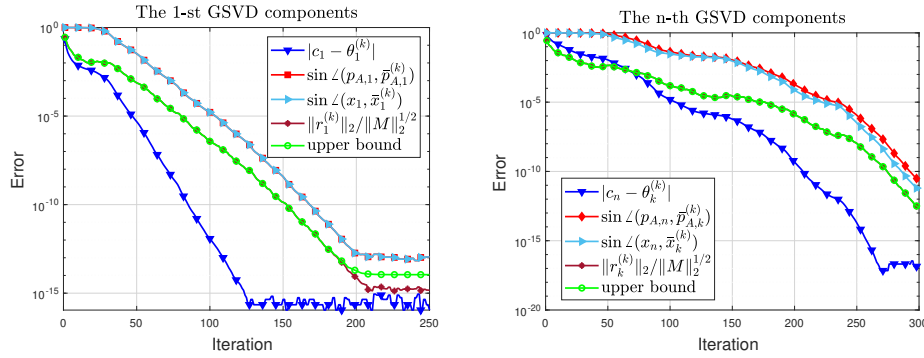 The 1-st GSVD components
10^0
10^-5
10^-10
10^-15
Error
0
50
100
150
200
250
Iteration
|c_1 − θ_1^(k)|
sin∠(p_{A,1}, p̄_{A,1}^(k))
sin∠(x_1, x̄_1^(k))
‖r_1^(k)‖_2/‖M‖_2^{1/2}
upper bound
The n-th GSVD components
10^0
10^-5
10^-10
10^-15
10^-20
Error
0
50
100
150
200
250
300
Iteration
|c_n − θ_k^(k)|
sin∠(p_{A,n}, p̄_{A,k}^(k))
sin∠(x_n, x̄_k^(k))
‖r_k^(k)‖_2/‖M‖_2^{1/2}
upper bound